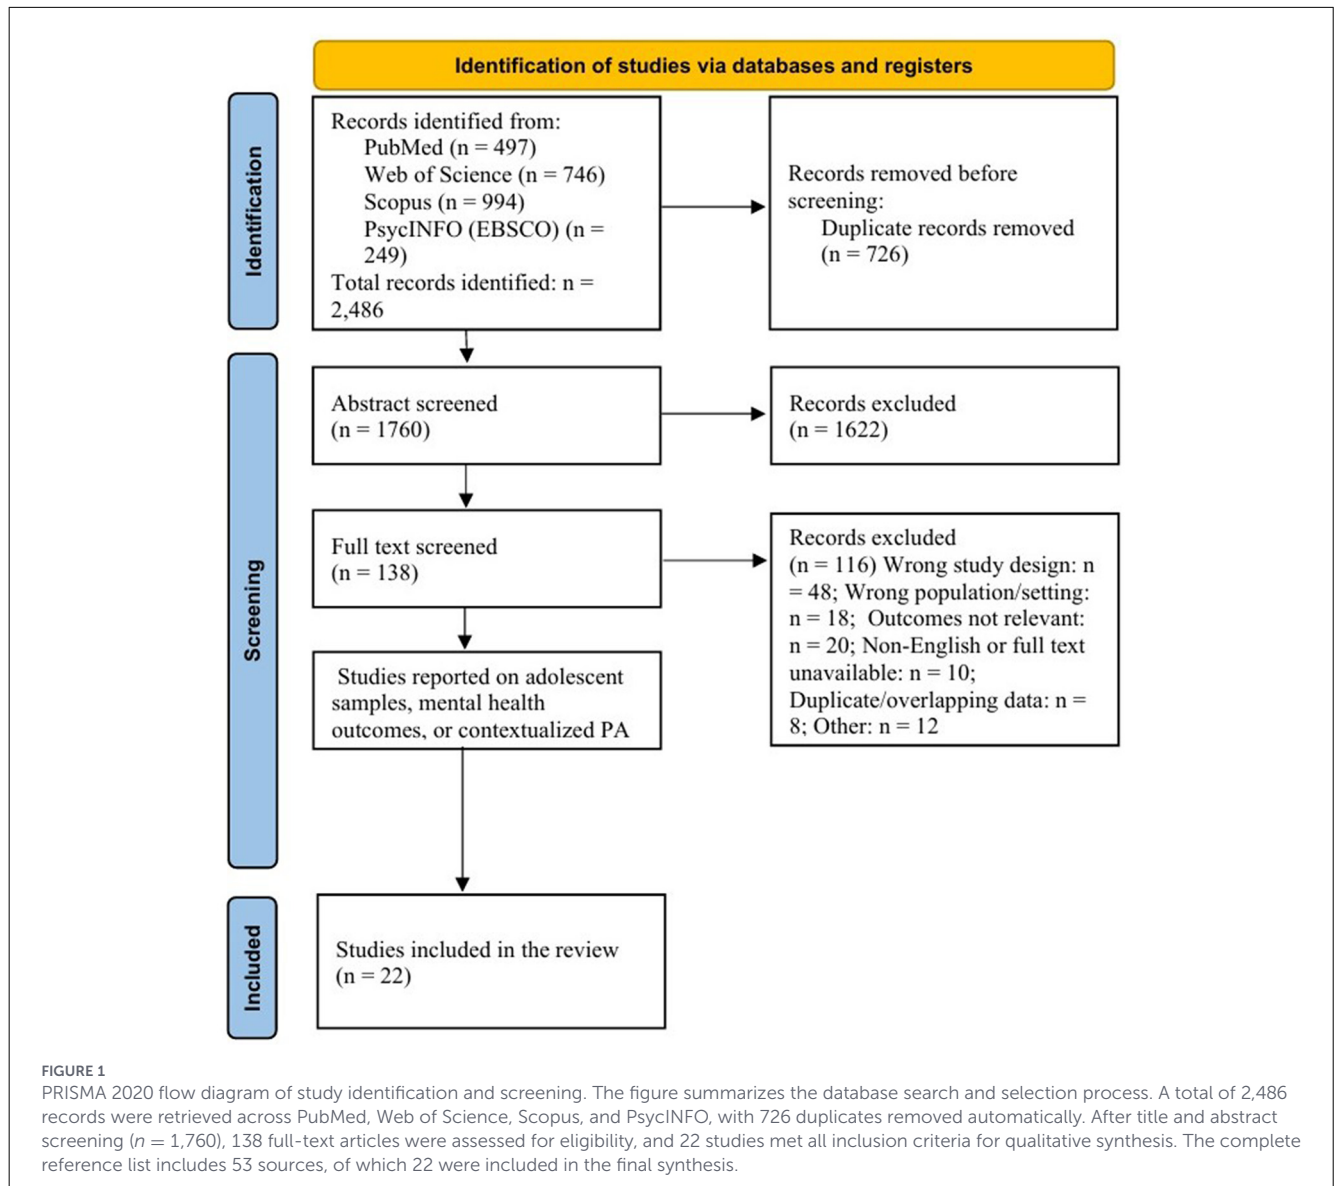 Identification of studies via databases and registers
Identification
Records identified from:
PubMed (n = 497)
Web of Science (n = 746)
Scopus (n = 994)
PsycINFO (EBSCO) (n =
249)
Total records identified: n =
2,486
Records removed before
screening:
Duplicate records removed
(n = 726)
Screening
Abstract screened
(n = 1760)
Records excluded
(n = 1622)
Full text screened
(n = 138)
Records excluded
(n = 116) Wrong study design: n
= 48; Wrong population/setting:
n = 18; Outcomes not relevant:
n = 20; Non-English or full text
unavailable: n = 10;
Duplicate/overlapping data: n =
8; Other: n = 12
Studies reported on adolescent
samples, mental health
outcomes, or contextualized PA
Included
Studies included in the review
(n = 22)
FIGURE 1
PRISMA 2020 flow diagram of study identification and screening. The figure summarizes the database search and selection process. A total of 2,486
records were retrieved across PubMed, Web of Science, Scopus, and PsycINFO, with 726 duplicates removed automatically. After title and abstract
screening (n = 1,760), 138 full-text articles were assessed for eligibility, and 22 studies met all inclusion criteria for qualitative synthesis. The complete
reference list includes 53 sources, of which 22 were included in the final synthesis.